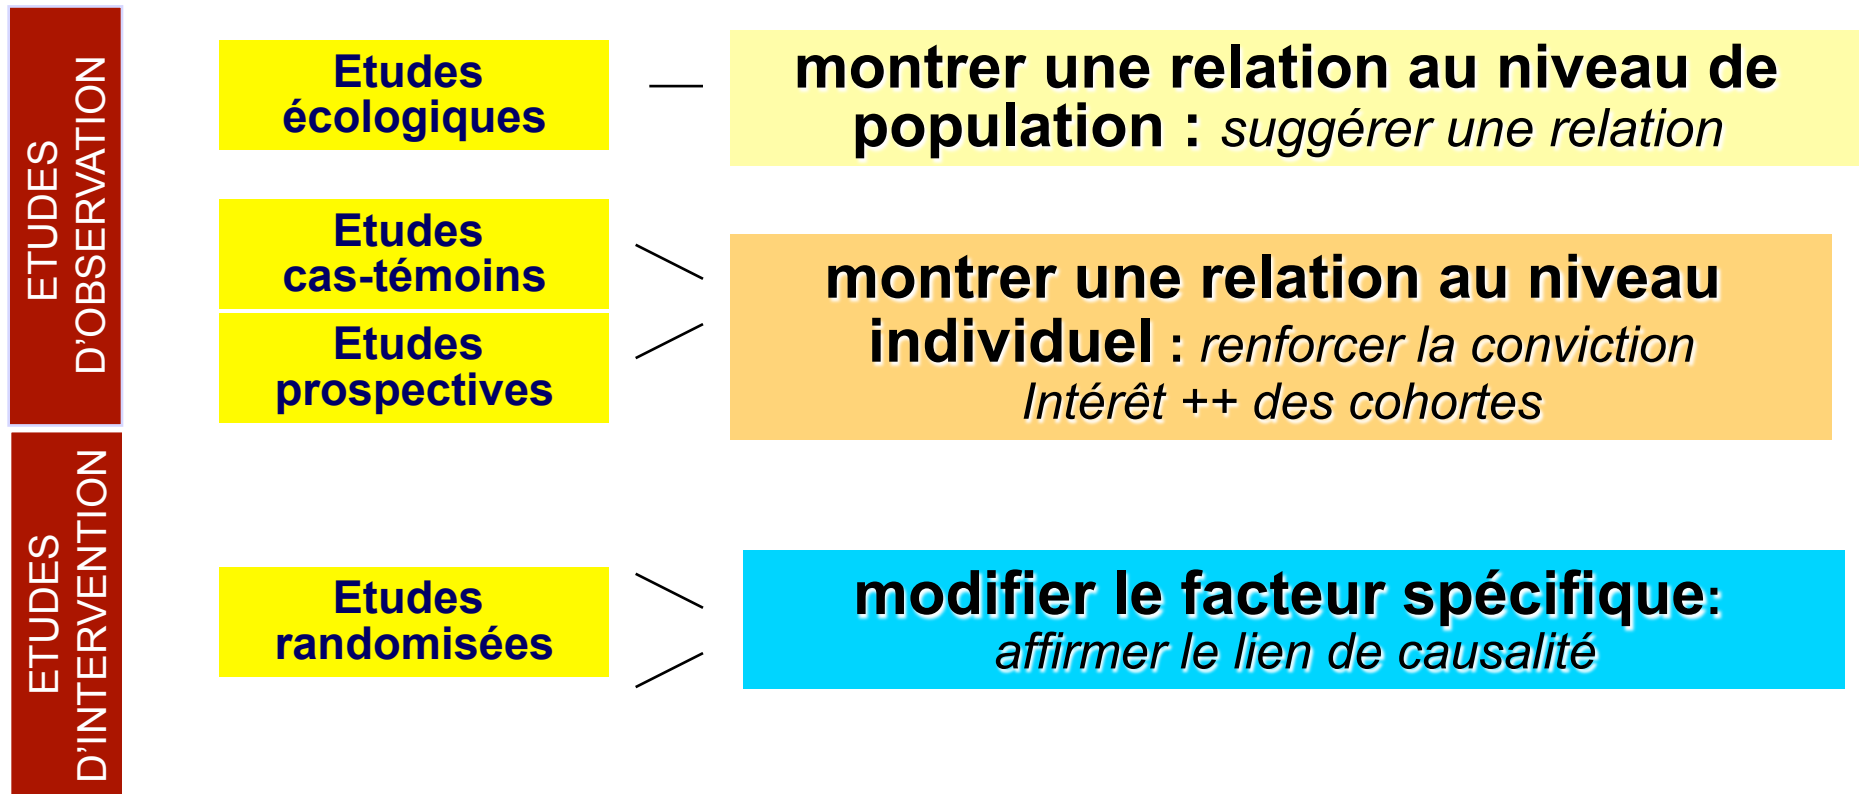 ETUDES
D’OBSERVATION
Etudes
écologiques
montrer une relation au niveau de
population : suggérer une relation
Etudes
cas-témoins
Etudes
prospectives
montrer une relation au niveau
individuel : renforcer la conviction
Intérêt ++ des cohortes
ETUDES
D’INTERVENTION
Etudes
randomisées
modifier le facteur spécifique:
affirmer le lien de causalité